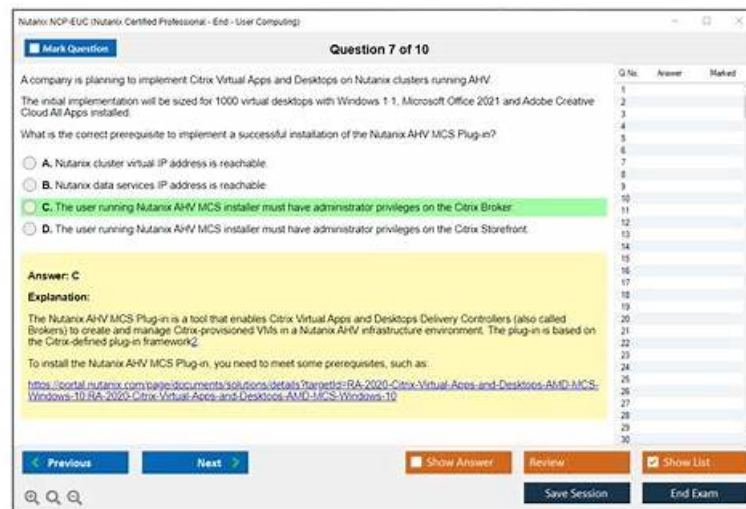 Nutanix NCP-EUC (Nutanix Certified Professional - End - User Computing)
Mark Question
Question 7 of 10
A company is planning to implement Citrix Virtual Apps and Desktops on Nutanix clusters running AHV.
The initial implementation will be sized for 1000 virtual desktops with Windows 1 1, Microsoft Office 2021 and Adobe Creative
Cloud All Apps installed.
What is the correct prerequisite to implement a successful installation of the Nutanix AHV MCS Plug-in?
A. Nutanix cluster virtual IP address is reachable.
B. Nutanix data services IP address is reachable
C. The user running Nutanix AHV MCS installer must have administrator privileges on the Citrix Broker.
D. The user running Nutanix AHV MCS installer must have administrator privileges on the Citrix Storefront.
Answer: C
Explanation:
The Nutanix AHV MCS Plug-in is a tool that enables Citrix Virtual Apps and Desktops Delivery Controllers (also called
Brokers) to create and manage Citrix-provisioned VMs in a Nutanix AHV infrastructure environment. The plug-in is based on
the Citrix-defined plug-in framework2.
To install the Nutanix AHV MCS Plug-in, you need to meet some prerequisites, such as:
https://portal.nutanix.com/page/documents/solutions/details?targetId=RA-2020-Citrix-Virtual-Apps-and-Desktops-AMD-MCS-
Windows-10:RA-2020-Citrix-Virtual-Apps-and-Desktops-AMD-MCS-Windows-10
Q.No. Answer Marked
1
2
3
4
5
6
7
8
9
10
11
12
13
14
15
16
17
18
19
20
21
22
23
24
25
26
27
28
29
30
Previous
Next
Show Answer
Review
Show List
Save Session
End Exam